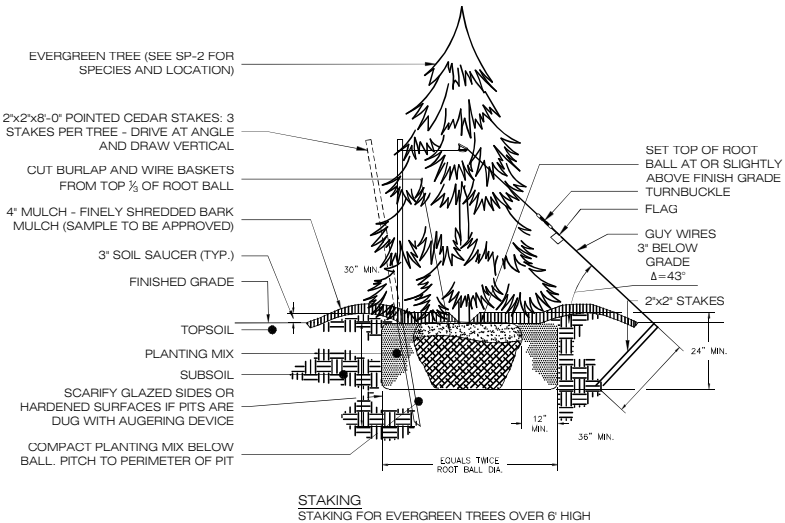 EVERGREEN TREE (SEE SP-2 FOR
SPECIES AND LOCATION)
2"x2"x8'-0" POINTED CEDAR STAKES: 3
STAKES PER TREE - DRIVE AT ANGLE
AND DRAW VERTICAL
CUT BURLAP AND WIRE BASKETS
FROM TOP ⅓ OF ROOT BALL
4" MULCH - FINELY SHREDDED BARK
MULCH (SAMPLE TO BE APPROVED)
3" SOIL SAUCER (TYP.)
FINISHED GRADE
TOPSOIL
PLANTING MIX
SUBSOIL
SCARIFY GLAZED SIDES OR
HARDENED SURFACES IF PITS ARE
DUG WITH AUGERING DEVICE
COMPACT PLANTING MIX BELOW
BALL. PITCH TO PERIMETER OF PIT
30" MIN.
SET TOP OF ROOT
BALL AT OR SLIGHTLY
ABOVE FINISH GRADE
TURNBUCKLE
FLAG
GUY WIRES
3" BELOW
GRADE
Δ=43°
2"x2" STAKES
24" MIN.
12"
MIN.
36" MIN.
EQUALS TWICE
ROOT BALL DIA.
STAKING
STAKING FOR EVERGREEN TREES OVER 6' HIGH